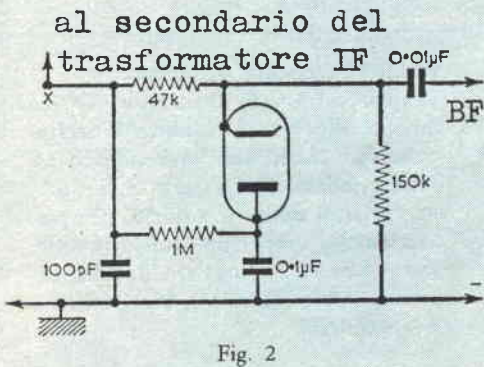 al secondario del
trasformatore IF
0·01µF
X
47k
BF
150k
1M
100pF
0·1µF
-
Fig. 2